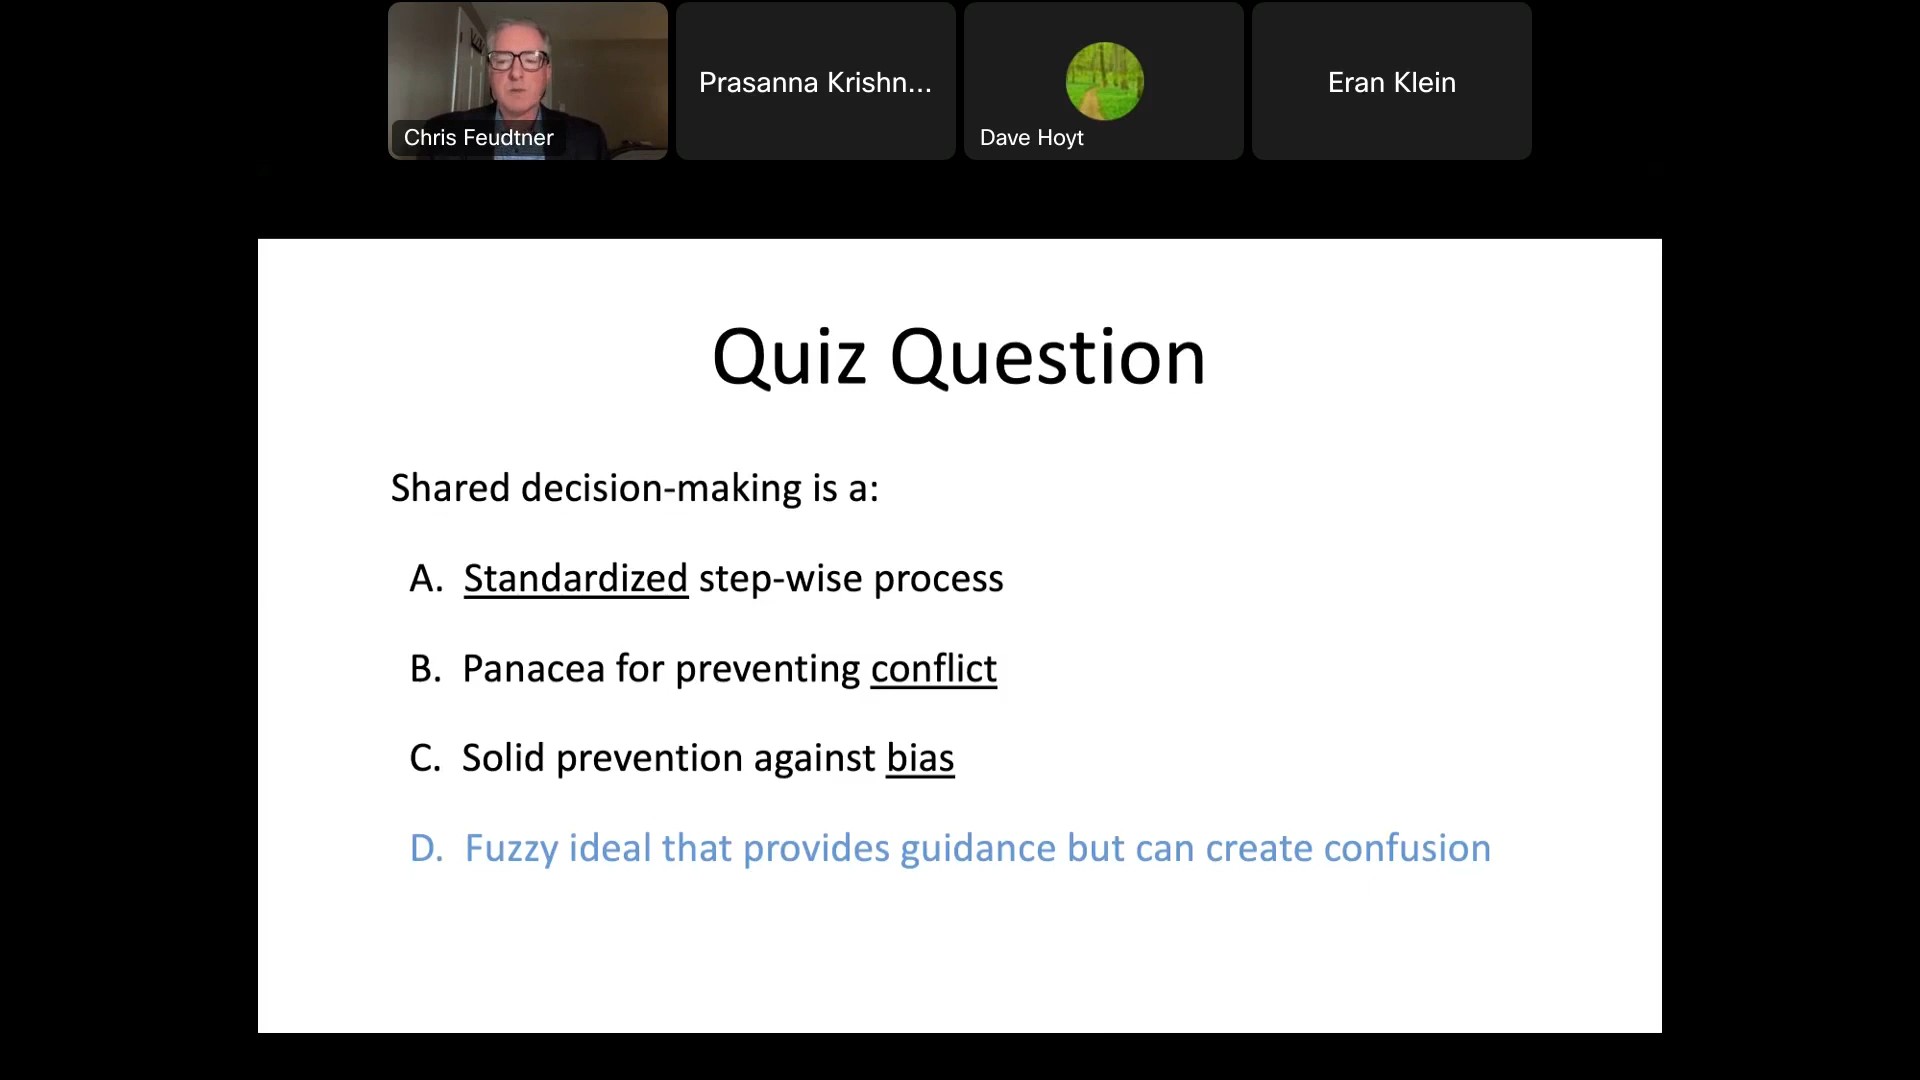 Chris Feudtner
Prasanna Krishn...
Dave Hoyt
Eran Klein
Quiz Question
Shared decision-making is a:
A. Standardized step-wise process
B. Panacea for preventing conflict
C. Solid prevention against bias
D. Fuzzy ideal that provides guidance but can create confusion